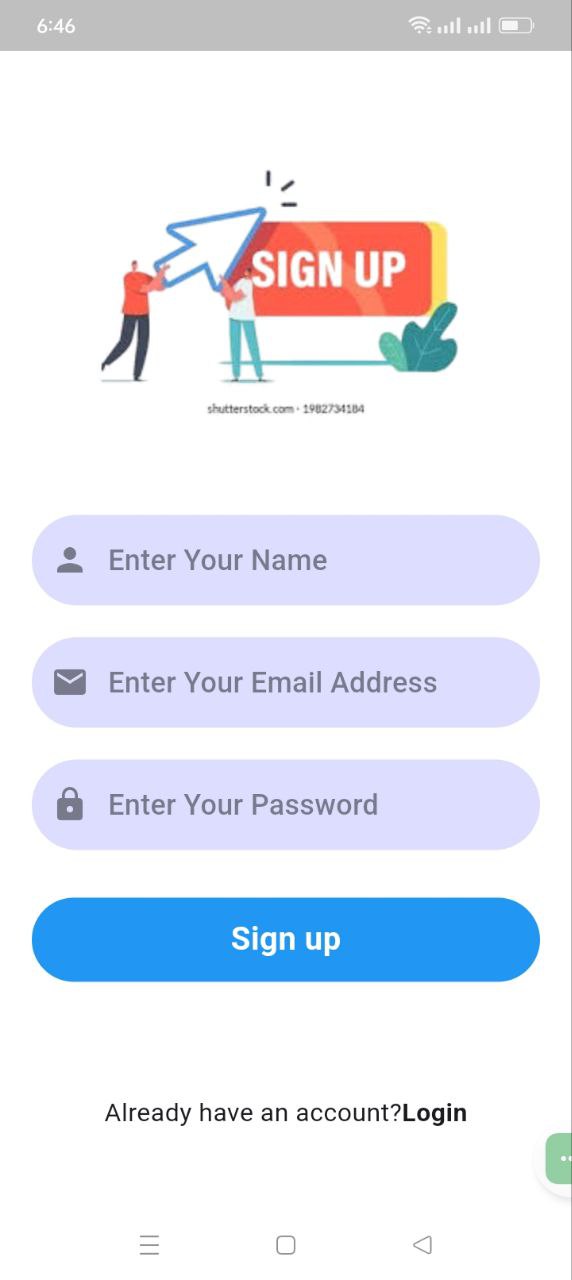 6:46
SIGN UP
shutterstock.com · 1982734184
Enter Your Name
Enter Your Email Address
Enter Your Password
Sign up
Already have an account?Login